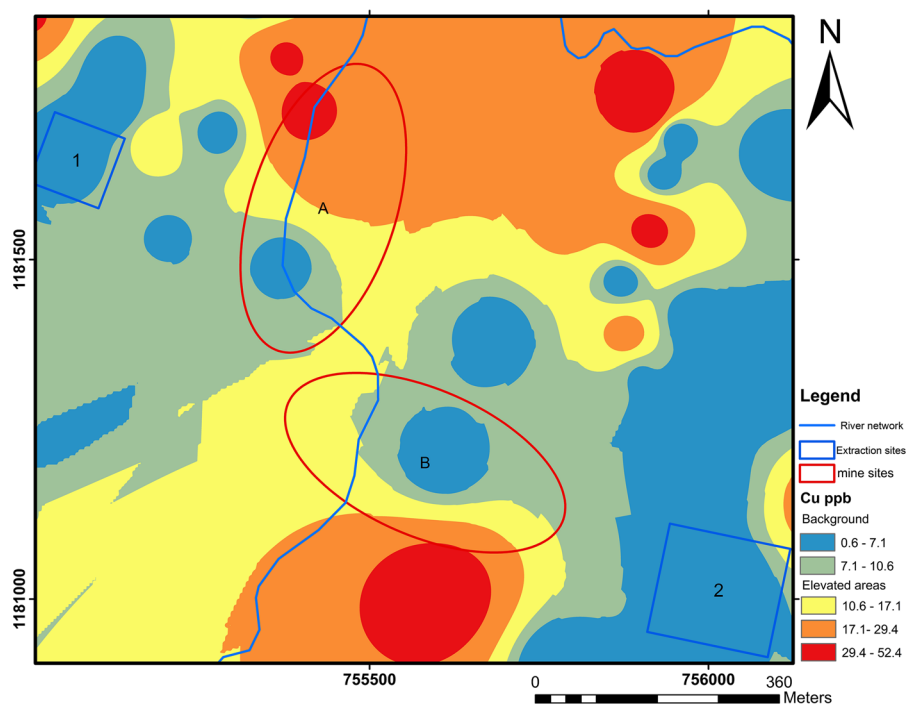 N
1
A
B
2
1181500
1181000
755500
756000
0
360
Meters
Legend
River network
Extraction sites
mine sites
Cu ppb
Background
0.6 - 7.1
7.1 - 10.6
Elevated areas
10.6 - 17.1
17.1- 29.4
29.4 - 52.4